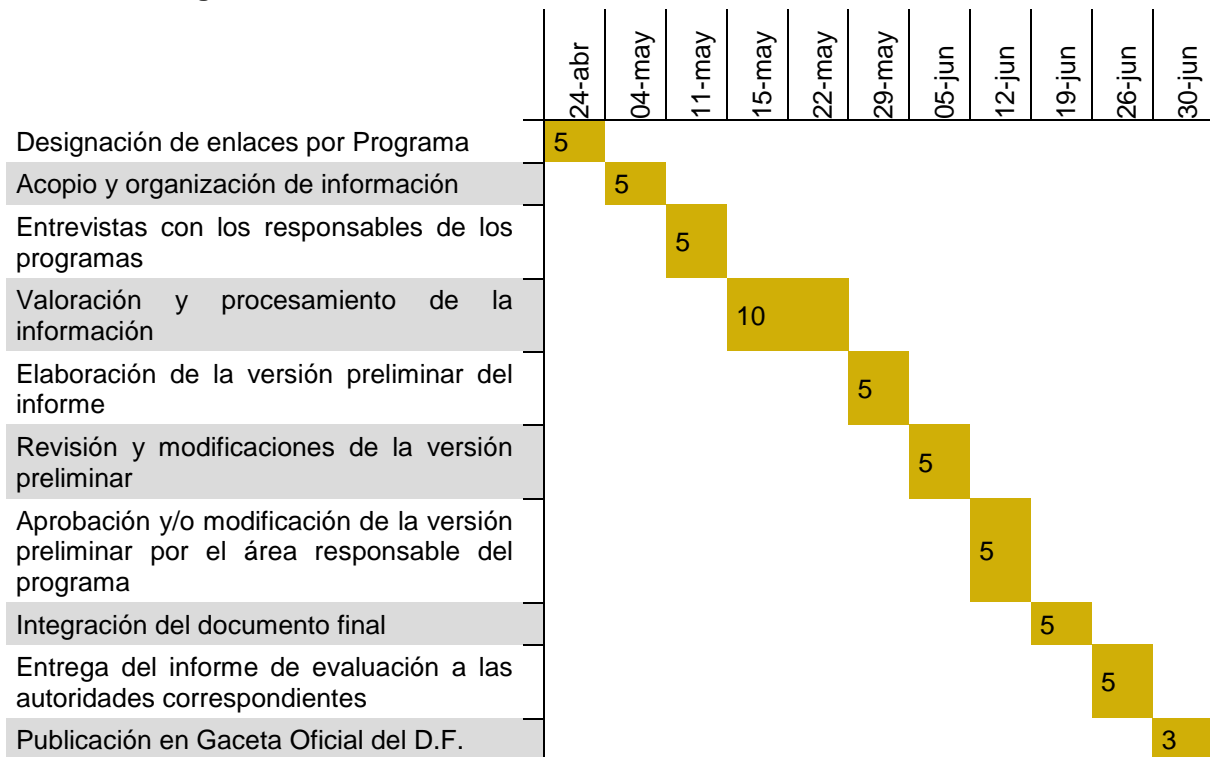 24-abr
04-may
11-may
15-may
22-may
29-may
05-jun
12-jun
19-jun
26-jun
30-jun
Designación de enlaces por Programa
5
Acopio y organización de información
5
Entrevistas con los responsables de los
programas
5
Valoración y procesamiento de la
información
10
Elaboración de la versión preliminar del
informe
5
Revisión y modificaciones de la versión
preliminar
5
Aprobación y/o modificación de la versión
preliminar por el área responsable del
programa
5
Integración del documento final
5
Entrega del informe de evaluación a las
autoridades correspondientes
5
Publicación en Gaceta Oficial del D.F.
3